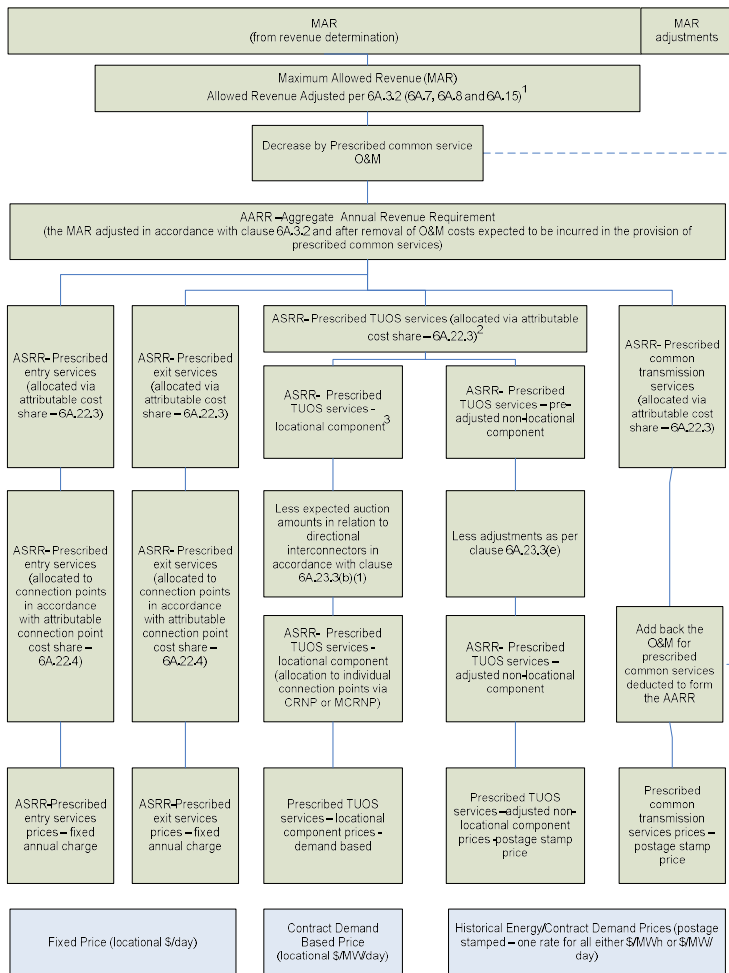 MAR
(from revenue determination)
MAR
adjustments
Maximum Allowed Revenue (MAR)
Allowed Revenue Adjusted per 6A.3.2 (6A.7, 6A.8 and 6A.15)1
Decrease by Prescribed common service
O&M
AARR–Aggregate Annual Revenue Requirement
(the MAR adjusted in accordance with clause 6A.3.2 and after removal of O&M costs expected to be incurred in the provision of
prescribed common services)
ASRR–Prescribed
entry services
(allocated via
attributable cost
share – 6A.22.3)
ASRR–Prescribed
exit services
(allocated via
attributable cost
share – 6A.22.3)
ASRR–Prescribed TUOS services (allocated via attributable
cost share – 6A.22.3)2
ASRR– Prescribed
TUOS services -
locational component3
ASRR– Prescribed
TUOS services – pre-
adjusted non-locational
component
ASRR– Prescribed
common
transmission
services
(allocated via
attributable cost
share – 6A.22.3)
ASRR–Prescribed
entry services
(allocated to
connection points
in accordance
with attributable
connection point
cost share –
6A.22.4)
ASRR–Prescribed
exit services
(allocated to
connection points
in accordance
with attributable
connection point
cost share –
6A.22.4)
Less expected auction
amounts in relation to
directional
interconnectors in
accordance with clause
6A.23.3(b)(1)
Less adjustments as per
clause 6A.23.3(e)
ASRR– Prescribed
TUOS services -
locational component
(allocation to individual
connection points via
CRNP or MCRNP)
ASRR– Prescribed
TUOS services –
adjusted non-locational
component
Add back the
O&M for
prescribed
common services
deducted to form
the AARR
ASRR-Prescribed
entry services
prices – fixed
annual charge
ASRR-Prescribed
exit services
prices – fixed
annual charge
Prescribed TUOS
services – locational
component prices -
demand based
Prescribed TUOS
services –adjusted non-
locational component
prices -postage stamp
price
Prescribed
common
transmission
services prices –
postage stamp
price
Fixed Price (locational $/day)
Contract Demand
Based Price
(locational $/MW/day)
Historical Energy/Contract Demand Prices (postage
stamped – one rate for all either $/MWh or $/MW/
day)